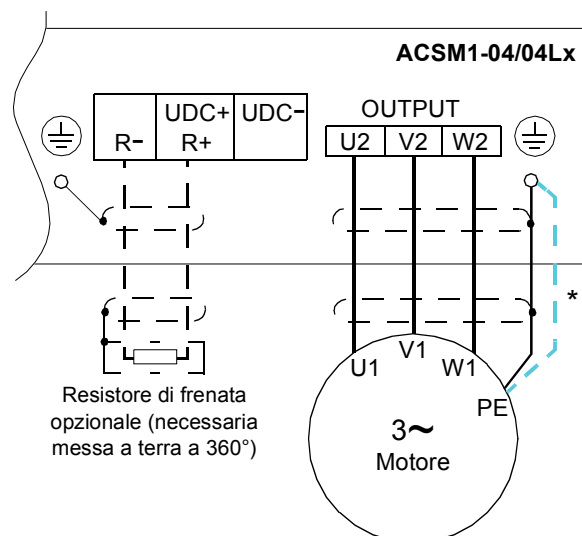 ACSM1-04/04Lx
UDC+ UDC-
R- R+
OUTPUT
U2 V2 W2
*
U1 V1 W1
PE
3~
Motore
Resistore di frenata
opzionale (necessaria
messa a terra a 360°)